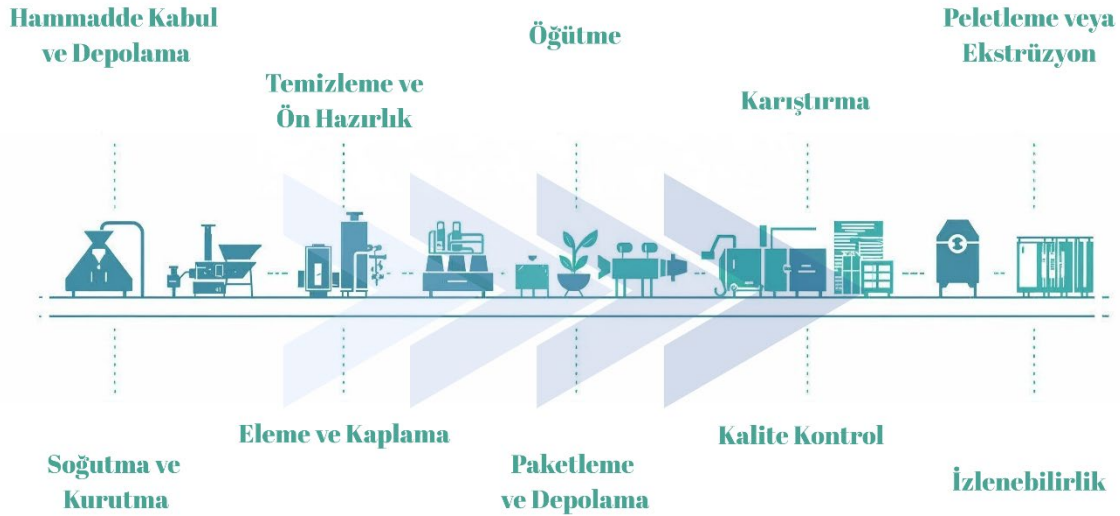 Hammadde Kabul
ve Depolama
Temizleme ve
Ön Hazırlık
Öğütme
Karıştırma
Peletleme veya
Ekstrüzyon
Soğutma ve
Kurutma
Eleme ve Kaplama
Paketleme
ve Depolama
Kalite Kontrol
İzlenebilirlik